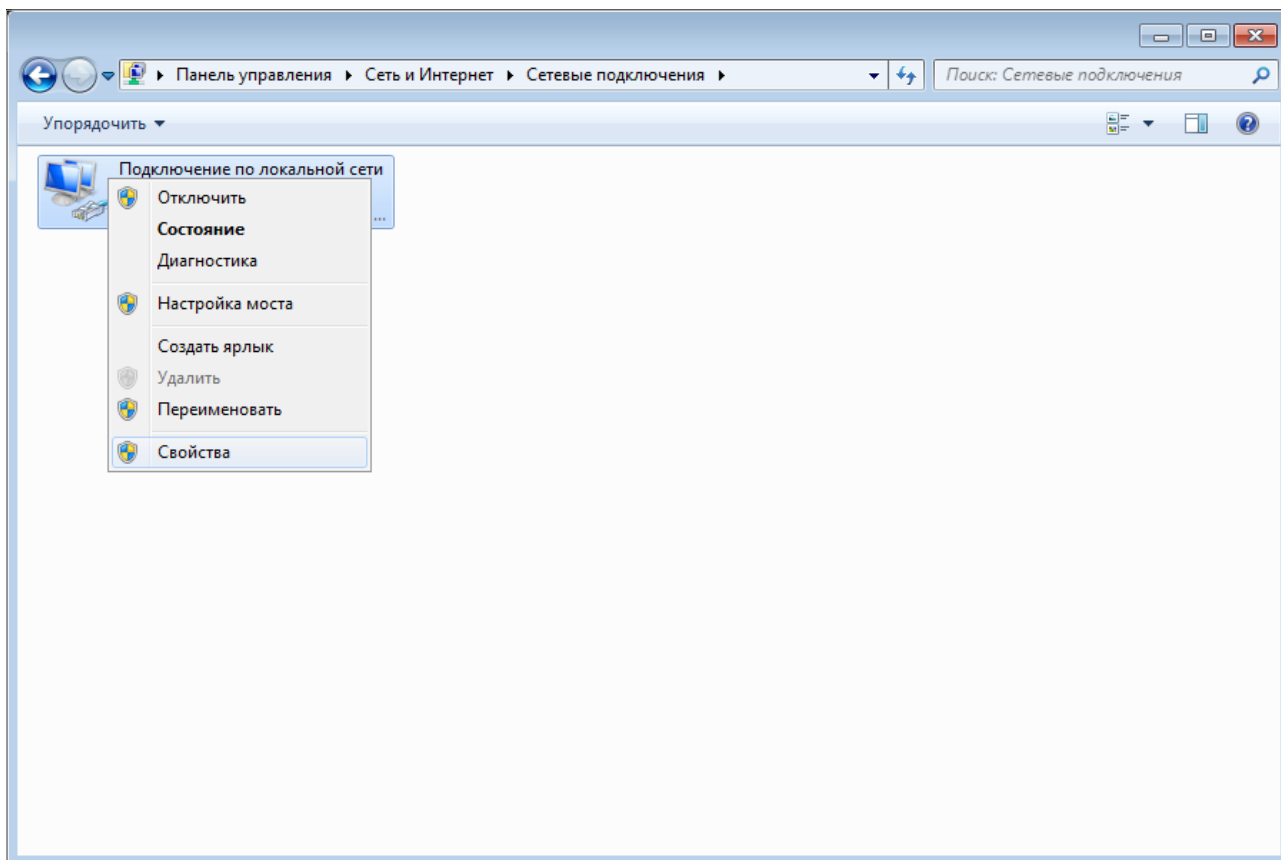 Панель управления Сеть и Интернет Сетевые подключения Поиск: Сетевые подключения
Упорядочить
Подключение по локальной сети
...
Отключить
Состояние
Диагностика
Настройка моста
Создать ярлык
Удалить
Переименовать
Свойства